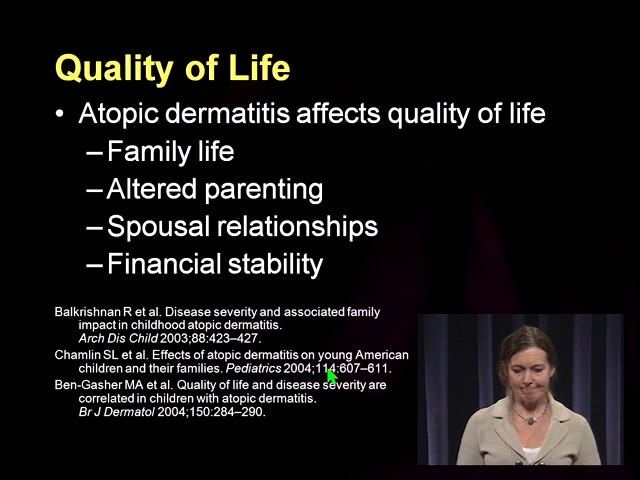 Quality of Life
• Atopic dermatitis affects quality of life
–Family life
–Altered parenting
–Spousal relationships
–Financial stability
Balkrishnan R et al. Disease severity and associated family
impact in childhood atopic dermatitis.
Arch Dis Child 2003;88:423–427.
Chamlin SL et al. Effects of atopic dermatitis on young American
children and their families. Pediatrics 2004;114:607–611.
Ben-Gasher MA et al. Quality of life and disease severity are
correlated in children with atopic dermatitis.
Br J Dermatol 2004;150:284–290.